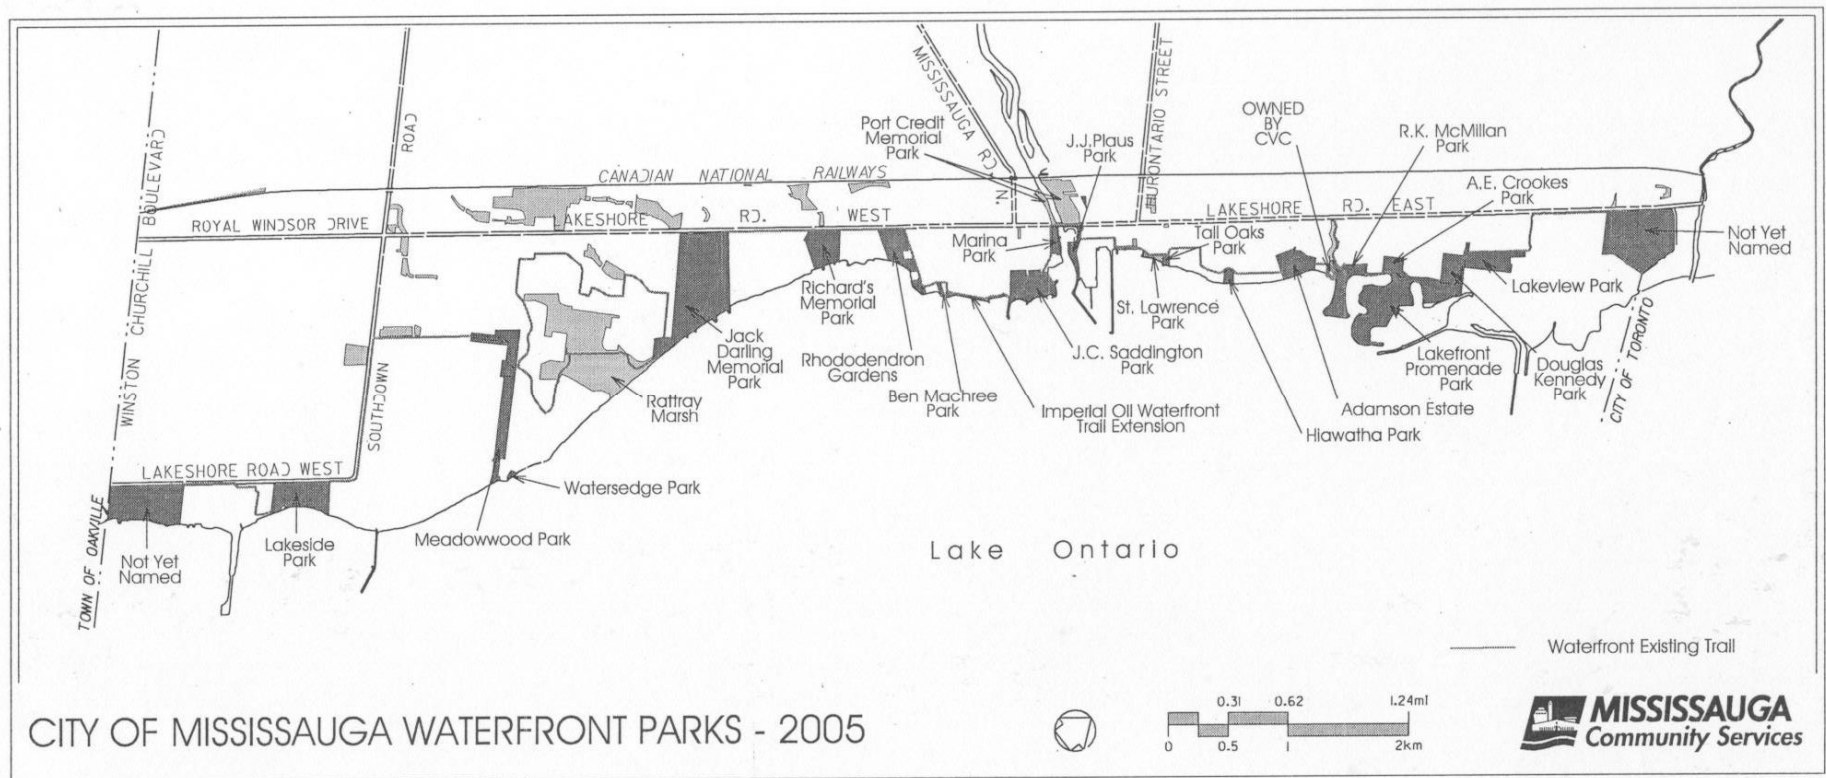 MISSISSAUGA RD. N.
HURONTARIO STREET
WINSTON CHURCHILL BOULEVARD
SOUTHDOWN ROAD
Port Credit
Memorial
Park
J.J.Plaus
Park
OWNED
BY
CVC
R.K. McMillan
Park
A.E. Crookes
Park
CANADIAN NATIONAL RAILWAYS
ROYAL WINDSOR DRIVE
LAKESHORE RD. WEST
LAKESHORE RD. EAST
Marina
Park
Tall Oaks
Park
Not Yet
Named
Richard's
Memorial
Park
St. Lawrence
Park
Lakeview Park
Jack
Darling
Memorial
Park
Rhododendron
Gardens
J.C. Saddington
Park
Lakefront
Promenade
Park
Douglas
Kennedy
Park
CITY OF TORONTO
Rattray
Marsh
Ben Machree
Park
Imperial Oil Waterfront
Trail Extension
Adamson Estate
Hiawatha Park
LAKESHORE ROAD WEST
Watersedge Park
Meadowwood Park
Lakeside
Park
Not Yet
Named
TOWN OF OAKVILLE
Lake Ontario
Waterfront Existing Trail
CITY OF MISSISSAUGA WATERFRONT PARKS - 2005
0.31 0.62 1.24mi
0 0.5 1 2km
MISSISSAUGA
Community Services